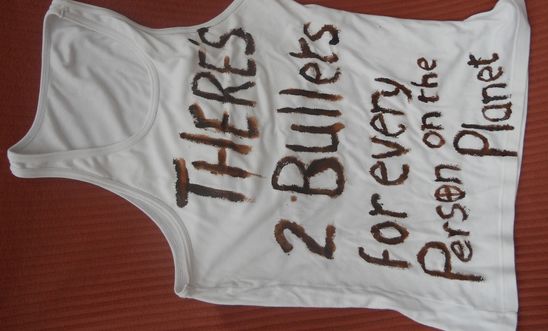 THERE'S
2 Bullets
for every
Person on the
Planet